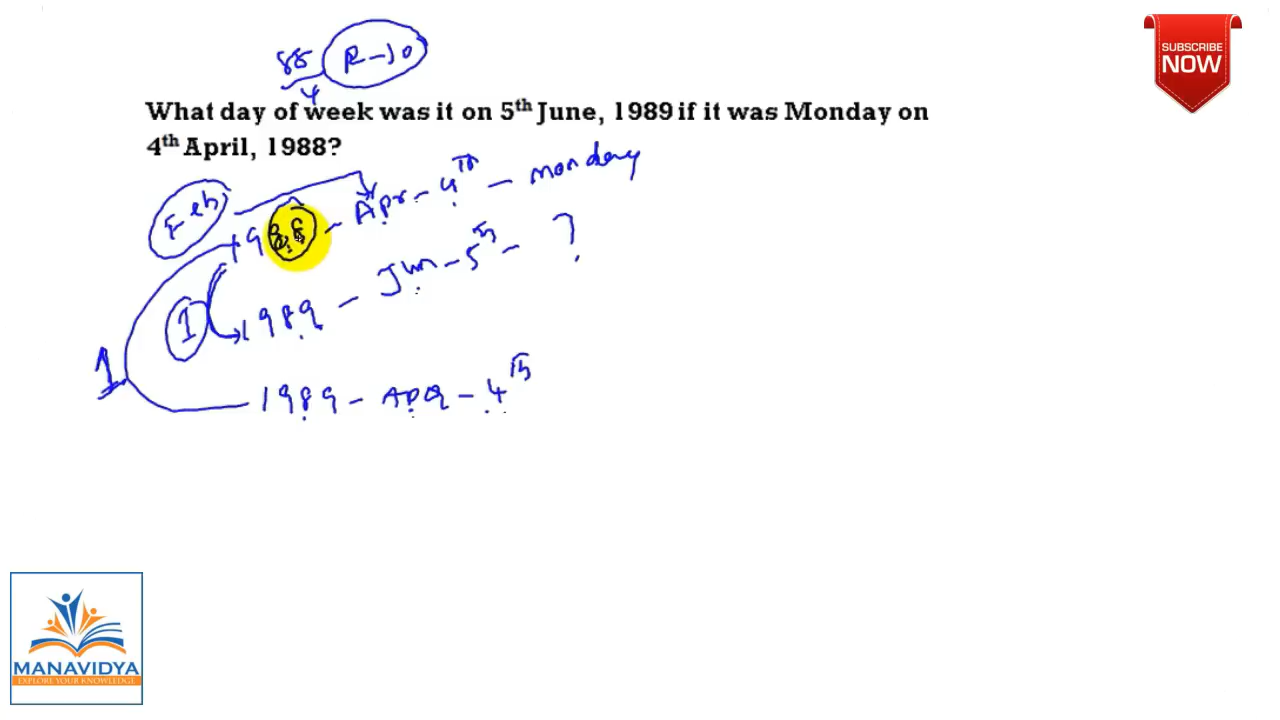 88
4
R-)0
SUBSCRIBE
NOW
What day of week was it on 5th June, 1989 if it was Monday on
4th April, 1988?
Feb
1988 - Apr - 4th - monday
1 1989 - Jun - 5th - ?
1 1989 - APR - 4th
MANAVIDYA
EXPLORE YOUR KNOWLEDGE